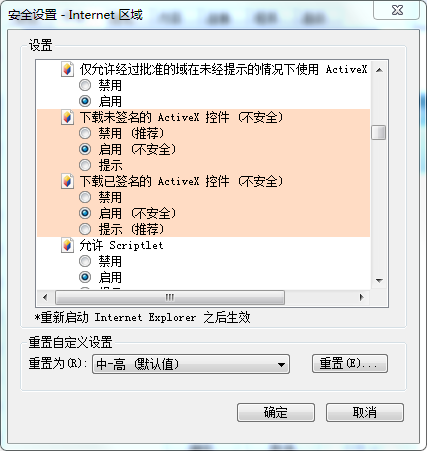 安全设置 - Internet 区域
设置
仅允许经过批准的域在未经提示的情况下使用 ActiveX
禁用
启用
下载未签名的 ActiveX 控件 (不安全)
禁用 (推荐)
启用 (不安全)
提示
下载已签名的 ActiveX 控件 (不安全)
禁用
启用 (不安全)
提示 (推荐)
允许 Scriptlet
禁用
启用
*重新启动 Internet Explorer 之后生效
重置自定义设置
重置为(R):
中-高 (默认值)
重置(E)...
确定
取消